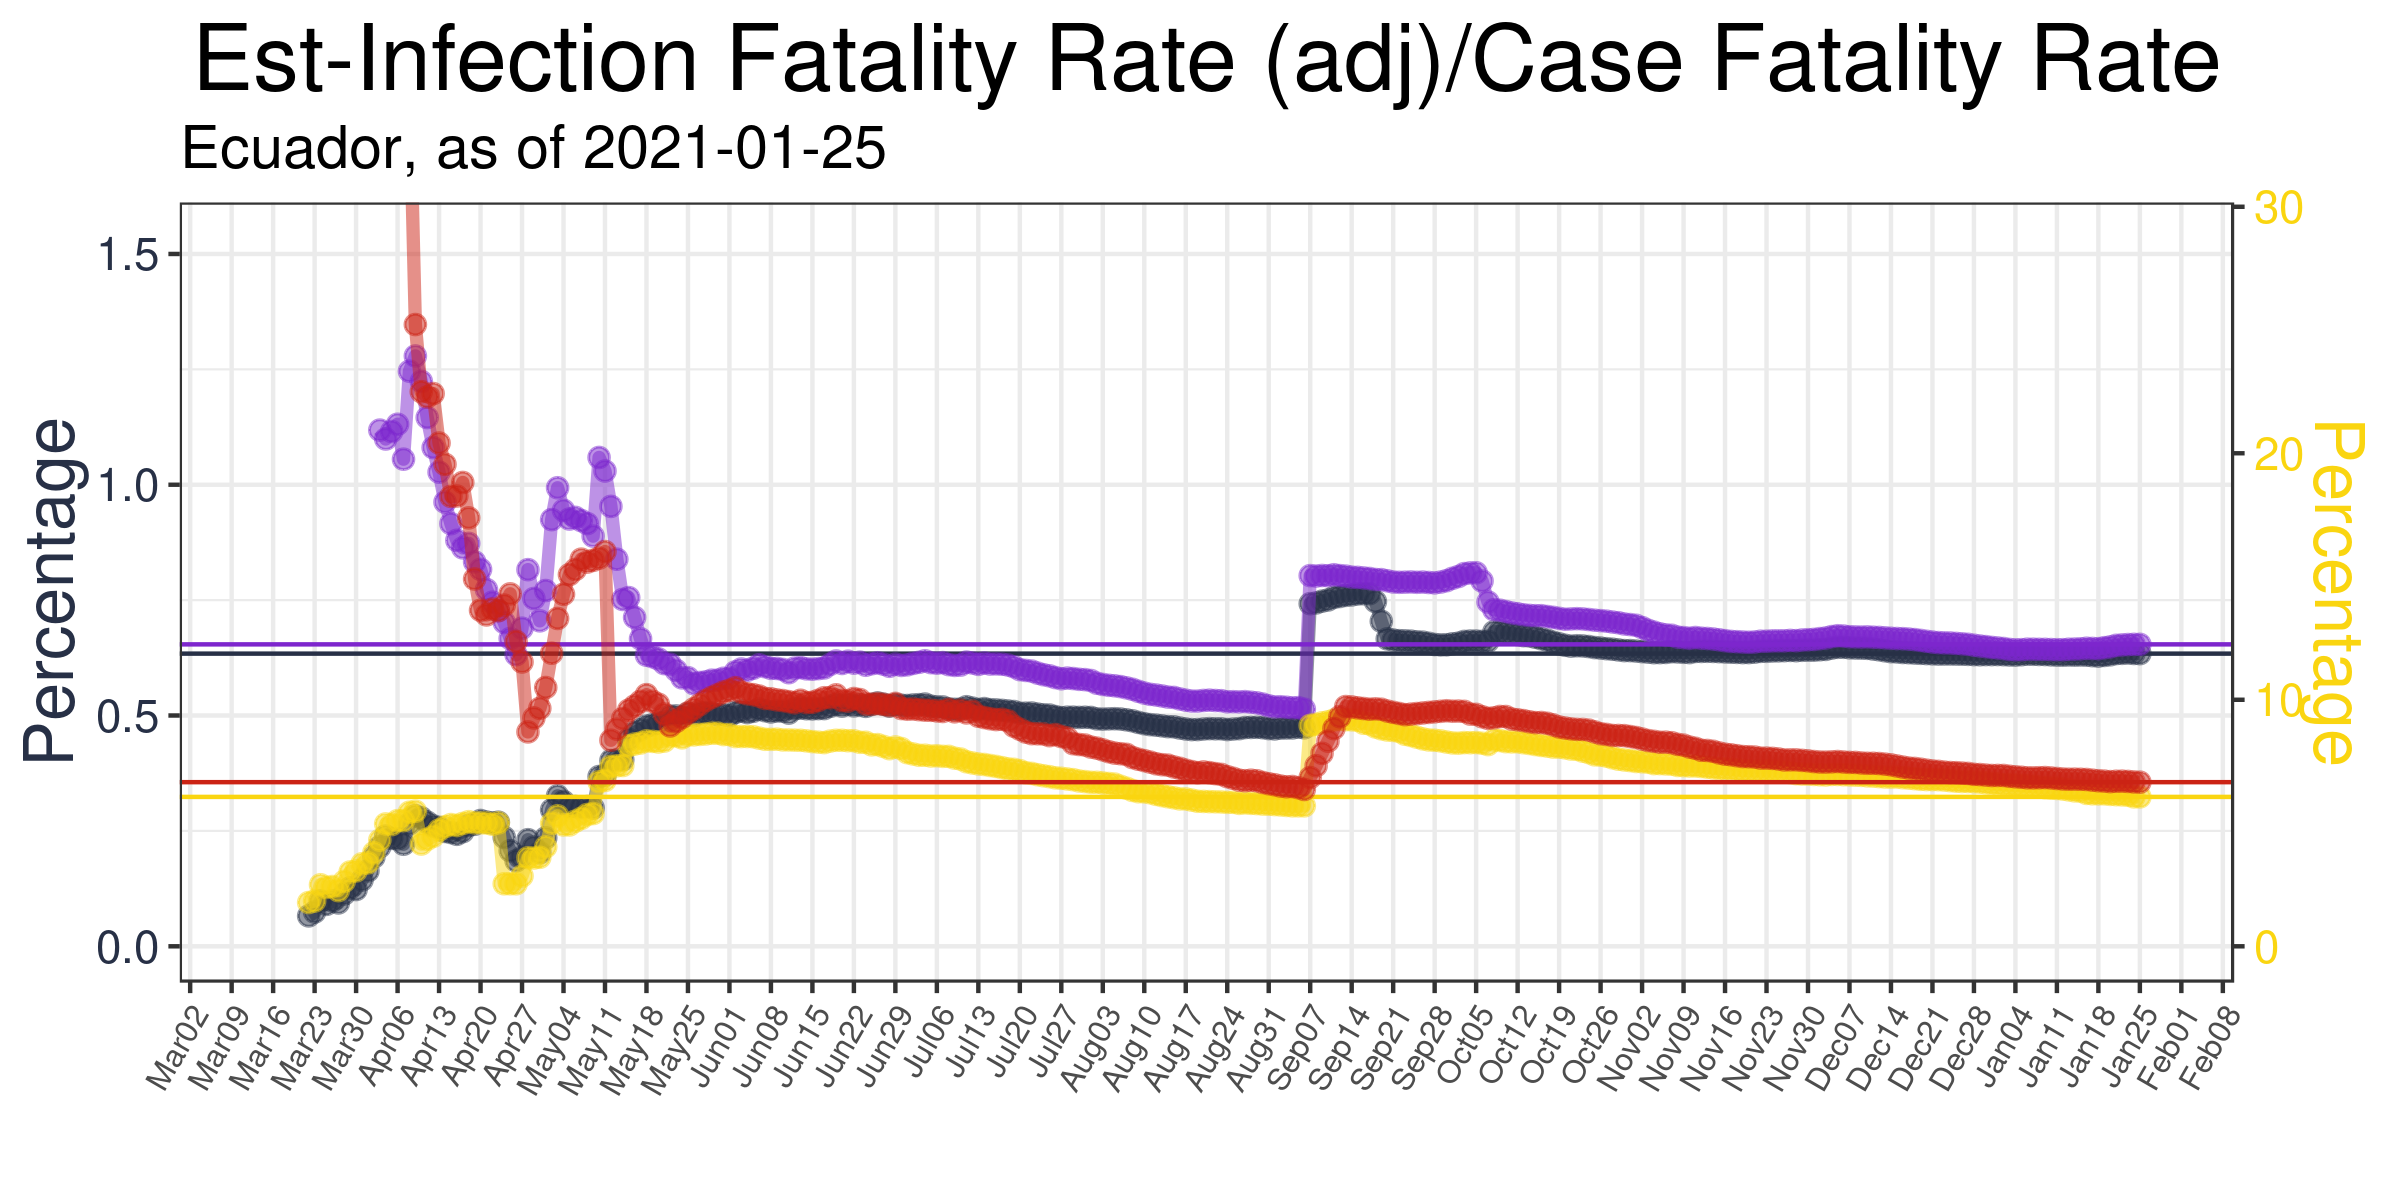 Est-Infection Fatality Rate (adj)/Case Fatality Rate
Ecuador, as of 2021-01-25
Percentage
1.5
1.0
0.5
0.0
30
20
10
0
Percentage
Mar02 Mar09 Mar16 Mar23 Mar30 Apr06 Apr13 Apr20 Apr27 May04 May11 May18 May25 Jun01 Jun08 Jun15 Jun22 Jun29 Jul06 Jul13 Jul20 Jul27 Aug03 Aug10 Aug17 Aug24 Aug31 Sep07 Sep14 Sep21 Sep28 Oct05 Oct12 Oct19 Oct26 Nov02 Nov09 Nov16 Nov23 Nov30 Dec07 Dec14 Dec21 Dec28 Jan04 Jan11 Jan18 Jan25 Feb01 Feb08